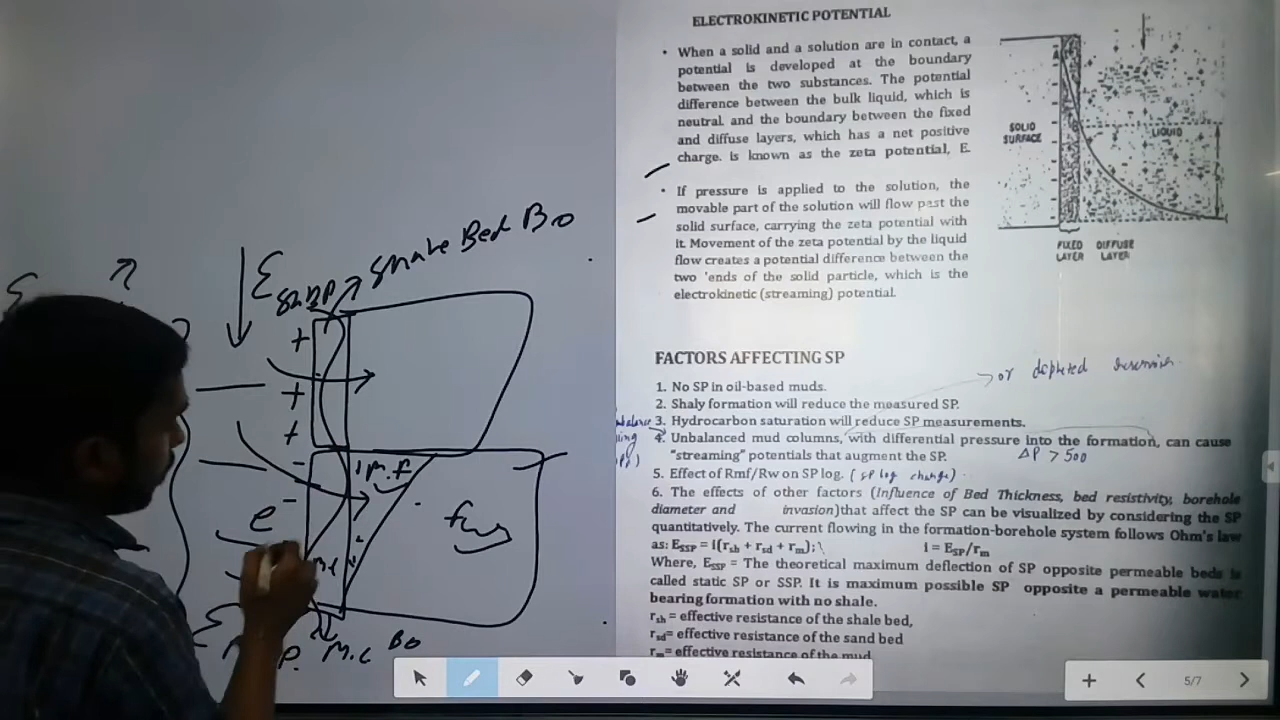 ELECTROKINETIC POTENTIAL
• When a solid and a solution are in contact, a
potential is developed at the boundary
between the two substances. The potential
difference between the bulk liquid, which is
neutral and the boundary between the fixed
and diffuse layers, which has a net positive
charge. is known as the zeta potential, E.
• If pressure is applied to the solution, the
movable part of the solution will flow past the
solid surface, carrying the zeta potential with
it. Movement of the zeta potential by the liquid
flow creates a potential difference between the
two 'ends of the solid particle, which is the
electrokinetic (streaming) potential.
SOLID
SURFACE
LIQUID
FIXED
LAYER
DIFFUSE
LAYER
FACTORS AFFECTING SP
or depleted
1. No SP in oil-based muds.
2. Shaly formation will reduce the measured SP.
3. Hydrocarbon saturation will reduce SP measurements.
4. Unbalanced mud columns, with differential pressure into the formation, can cause
"streaming" potentials that augment the SP.
ΔP > 500
5. Effect of Rmf/Rw on SP log. (SP log change).
6. The effects of other factors (Influence of Bed Thickness, bed resistivity, borehole
diameter and invasion)that affect the SP can be visualized by considering the SP
quantitatively. The current flowing in the formation-borehole system follows Ohm's law
as: E_SSP = I(r_sh + r_sd + r_m); I = E_SP/r_m
Where, E_SSP = The theoretical maximum deflection of SP opposite permeable beds is
called static SP or SSP. It is maximum possible SP opposite a permeable water
bearing formation with no shale.
r_sh = effective resistance of the shale bed,
r_sd= effective resistance of the sand bed
r_m= effective resistance of the mud
Bed
M.F
e⁻
M.C
5/7